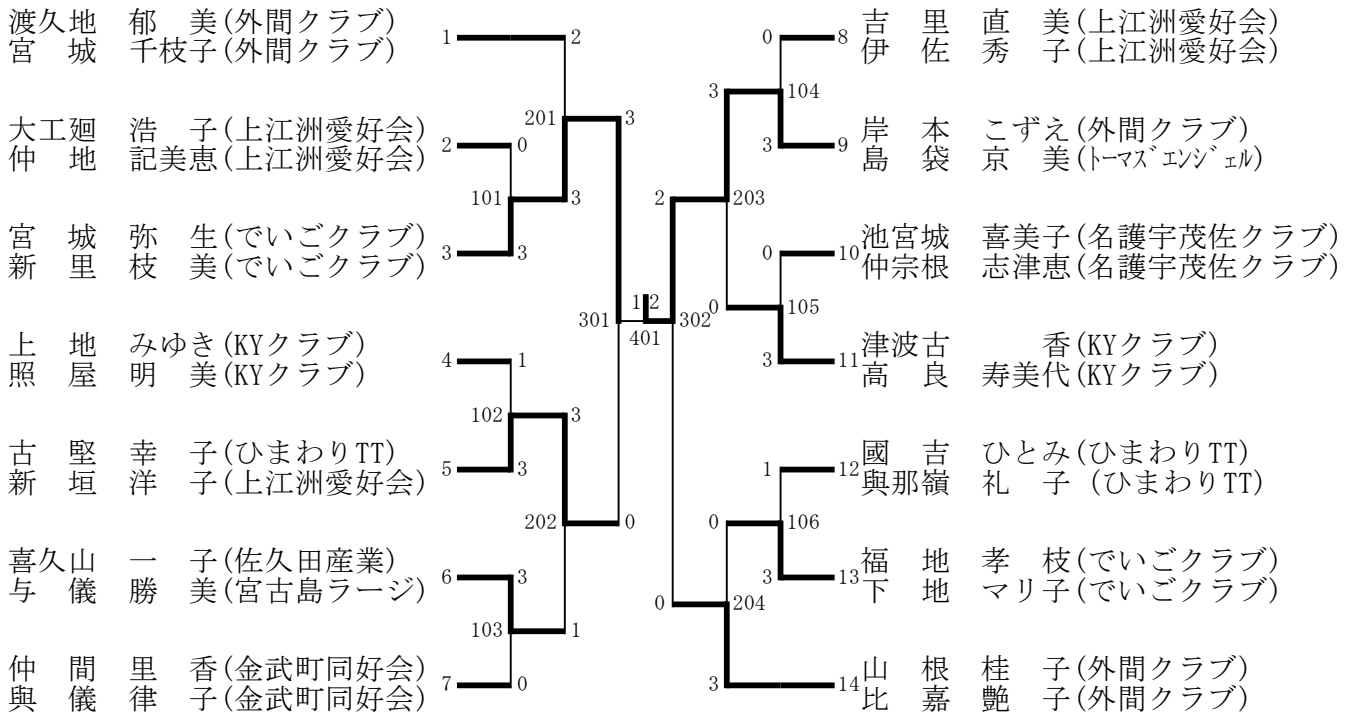 渡久地　郁　美(外間クラブ)
宮　城　千枝子(外間クラブ)
1
2
大工廻　浩　子(上江洲愛好会)
仲　地　記美恵(上江洲愛好会)
2
0
201
3
101
3
宮　城　弥　生(でいごクラブ)
新　里　枝　美(でいごクラブ)
3
3
301
上　地　みゆき(KYクラブ)
照　屋　明　美(KYクラブ)
4
1
102
3
古　堅　幸　子(ひまわりTT)
新　垣　洋　子(上江洲愛好会)
5
3
202
0
喜久山　一　子(佐久田産業)
与　儀　勝　美(宮古島ラージ)
6
3
103
1
仲　間　里　香(金武町同好会)
與　儀　律　子(金武町同好会)
7
0
1 2
401
吉　里　直　美(上江洲愛好会)
伊　佐　秀　子(上江洲愛好会)
0
8
3
104
岸　本　こずえ(外間クラブ)
島　袋　京　美(ﾄｰﾏｽﾞｴﾝｼﾞｪﾙ)
3
9
2
203
池宮城　喜美子(名護宇茂佐クラブ)
仲宗根　志津恵(名護宇茂佐クラブ)
0
10
0
105
302
津波古　　　香(KYクラブ)
高　良　寿美代(KYクラブ)
3
11
國　吉　ひとみ(ひまわりTT)
與那嶺　礼　子 (ひまわりTT)
1
12
0
106
福　地　孝　枝(でいごクラブ)
下　地　マリ子(でいごクラブ)
3
13
0
204
山　根　桂　子(外間クラブ)
比　嘉　艶　子(外間クラブ)
3
14